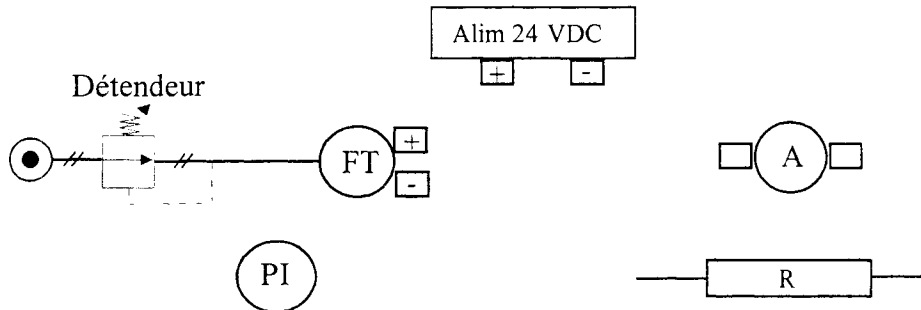 Alim 24 VDC
+ -
Détendeur
FT
+
-
A
PI
R